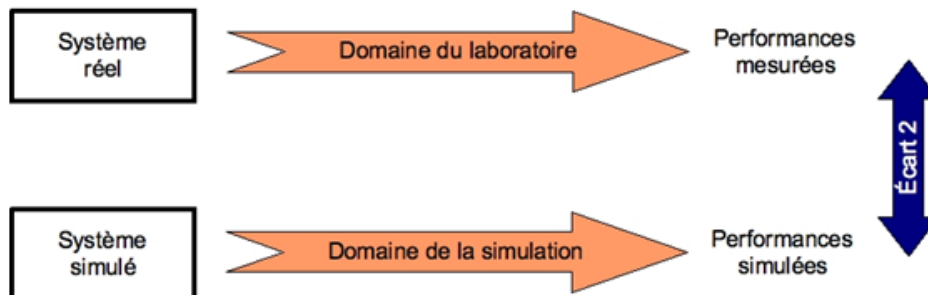 Système
réel
Domaine du laboratoire
Performances
mesurées
Écart 2
Système
simulé
Domaine de la simulation
Performances
simulées